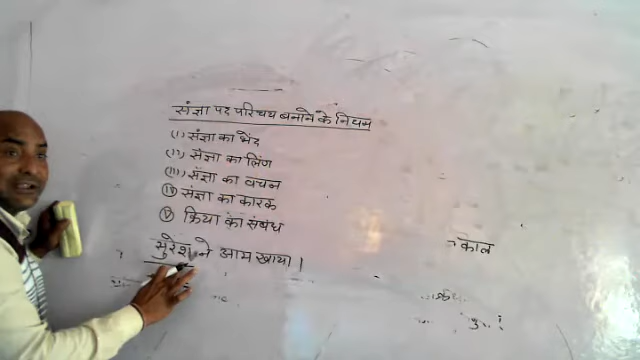 संज्ञा पद परिचय बनाने के नियम
(i) संज्ञा का भेद
(ii) संज्ञा का लिंग
(iii) संज्ञा का वचन
(iv) संज्ञा का कारक
(v) क्रिया का संबंध
काल
सुरेश ने आम खाया।